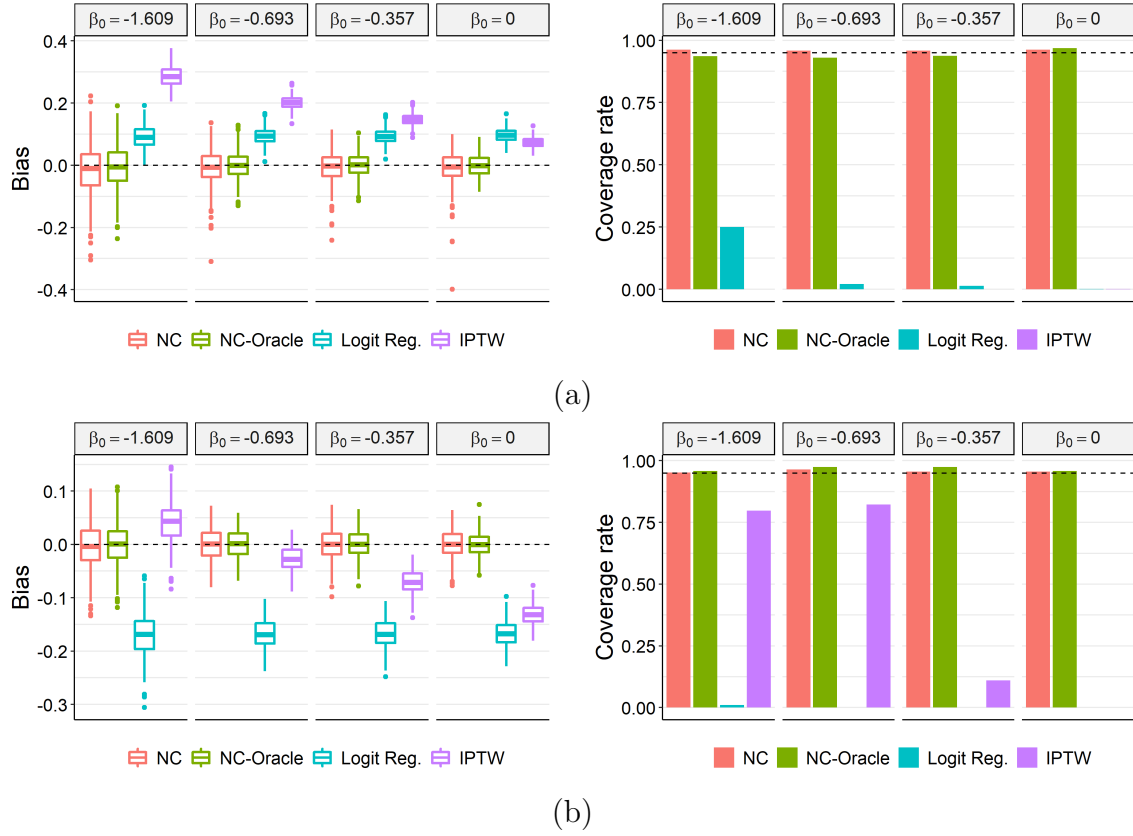 β₀ = -1.609 β₀ = -0.693 β₀ = -0.357 β₀ = 0
0.4
0.2
0.0
-0.2
-0.4
Bias
NC NC-Oracle Logit Reg. IPTW
β₀ = -1.609 β₀ = -0.693 β₀ = -0.357 β₀ = 0
1.00
0.75
0.50
0.25
0.00
Coverage rate
NC NC-Oracle Logit Reg. IPTW
(a)
β₀ = -1.609 β₀ = -0.693 β₀ = -0.357 β₀ = 0
0.1
0.0
-0.1
-0.2
-0.3
Bias
NC NC-Oracle Logit Reg. IPTW
β₀ = -1.609 β₀ = -0.693 β₀ = -0.357 β₀ = 0
1.00
0.75
0.50
0.25
0.00
Coverage rate
NC NC-Oracle Logit Reg. IPTW
(b)